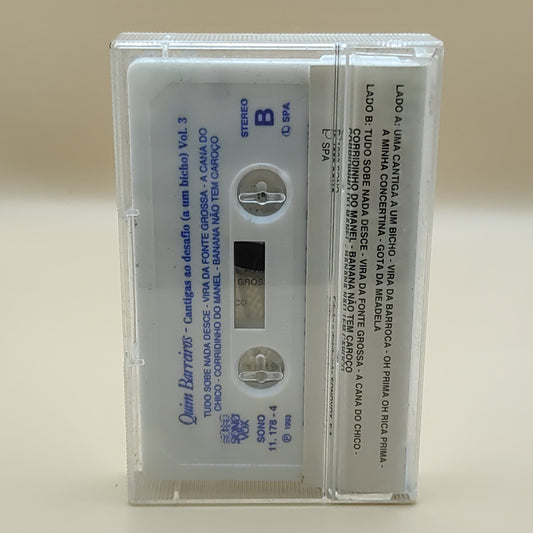 Quim Barreiros - Cantigas ao desafio (a um bicho) Vol. 3
TUDO SOBE NADA DESCE - VIRA DA FONTE GROSSA - A CANA DO
CHICO - CORRIDINHO DO MANEL - BANANA NÃO TEM CAROÇO
STEREO
B
SPA
SONO
VOX
SONO
11. 178 - 4
℗ 1993
LADO A: UMA CANTIGA A UM BICHO - VIRA DA BARROCA - OH PRIMA OH RICA PRIMA -
A MINHA CONCERTINA - GOTA DA MEADELA
LADO B: TUDO SOBE NADA DESCE - VIRA DA FONTE GROSSA - A CANA DO CHICO -
CORRIDINHO DO MANEL - BANANA NÃO TEM CAROÇO
SPA